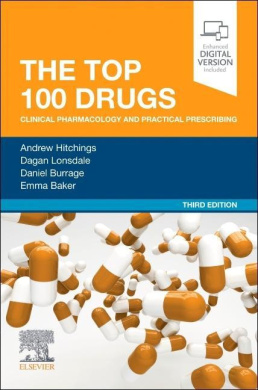 Enhanced
DIGITAL
VERSION
Included
THE TOP
100 DRUGS
CLINICAL PHARMACOLOGY AND PRACTICAL PRESCRIBING
Andrew Hitchings
Dagan Lonsdale
Daniel Burrage
Emma Baker
THIRD EDITION
ELSEVIER